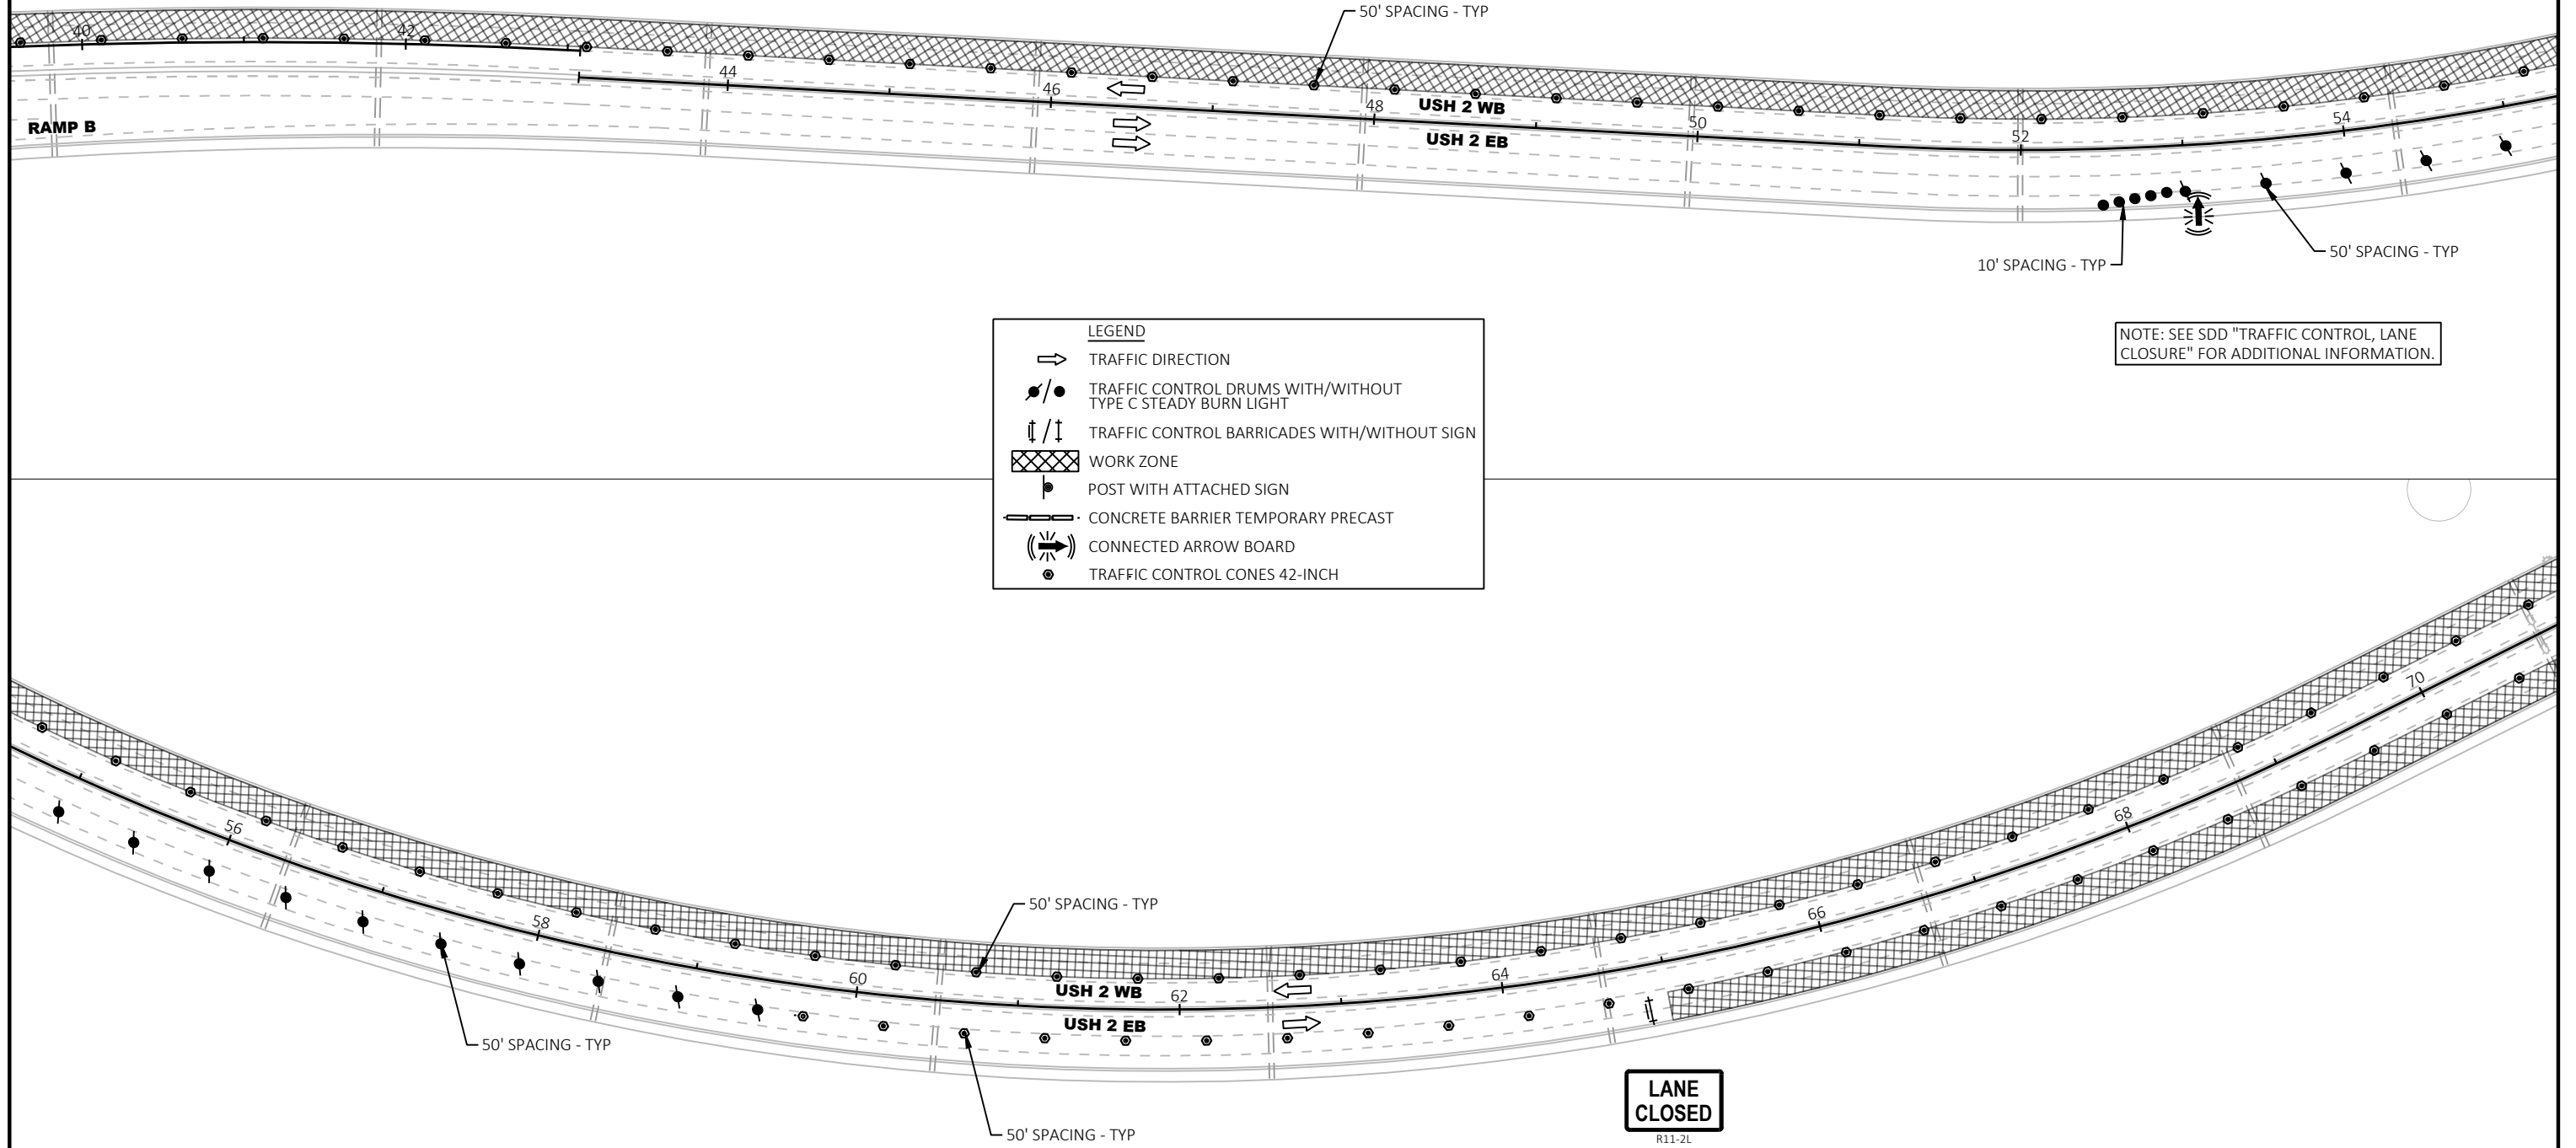 50' SPACING - TYP
40
42
44
46
48
50
52
54
USH 2 WB
USH 2 EB
RAMP B
10' SPACING - TYP
50' SPACING - TYP
NOTE: SEE SDD "TRAFFIC CONTROL, LANE
CLOSURE" FOR ADDITIONAL INFORMATION.
LEGEND
TRAFFIC DIRECTION
TRAFFIC CONTROL DRUMS WITH/WITHOUT
TYPE C STEADY BURN LIGHT
TRAFFIC CONTROL BARRICADES WITH/WITHOUT SIGN
WORK ZONE
POST WITH ATTACHED SIGN
CONCRETE BARRIER TEMPORARY PRECAST
CONNECTED ARROW BOARD
TRAFFIC CONTROL CONES 42-INCH
56
58
60
62
64
66
68
70
50' SPACING - TYP
USH 2 WB
USH 2 EB
50' SPACING - TYP
50' SPACING - TYP
LANE
CLOSED
R11-2L